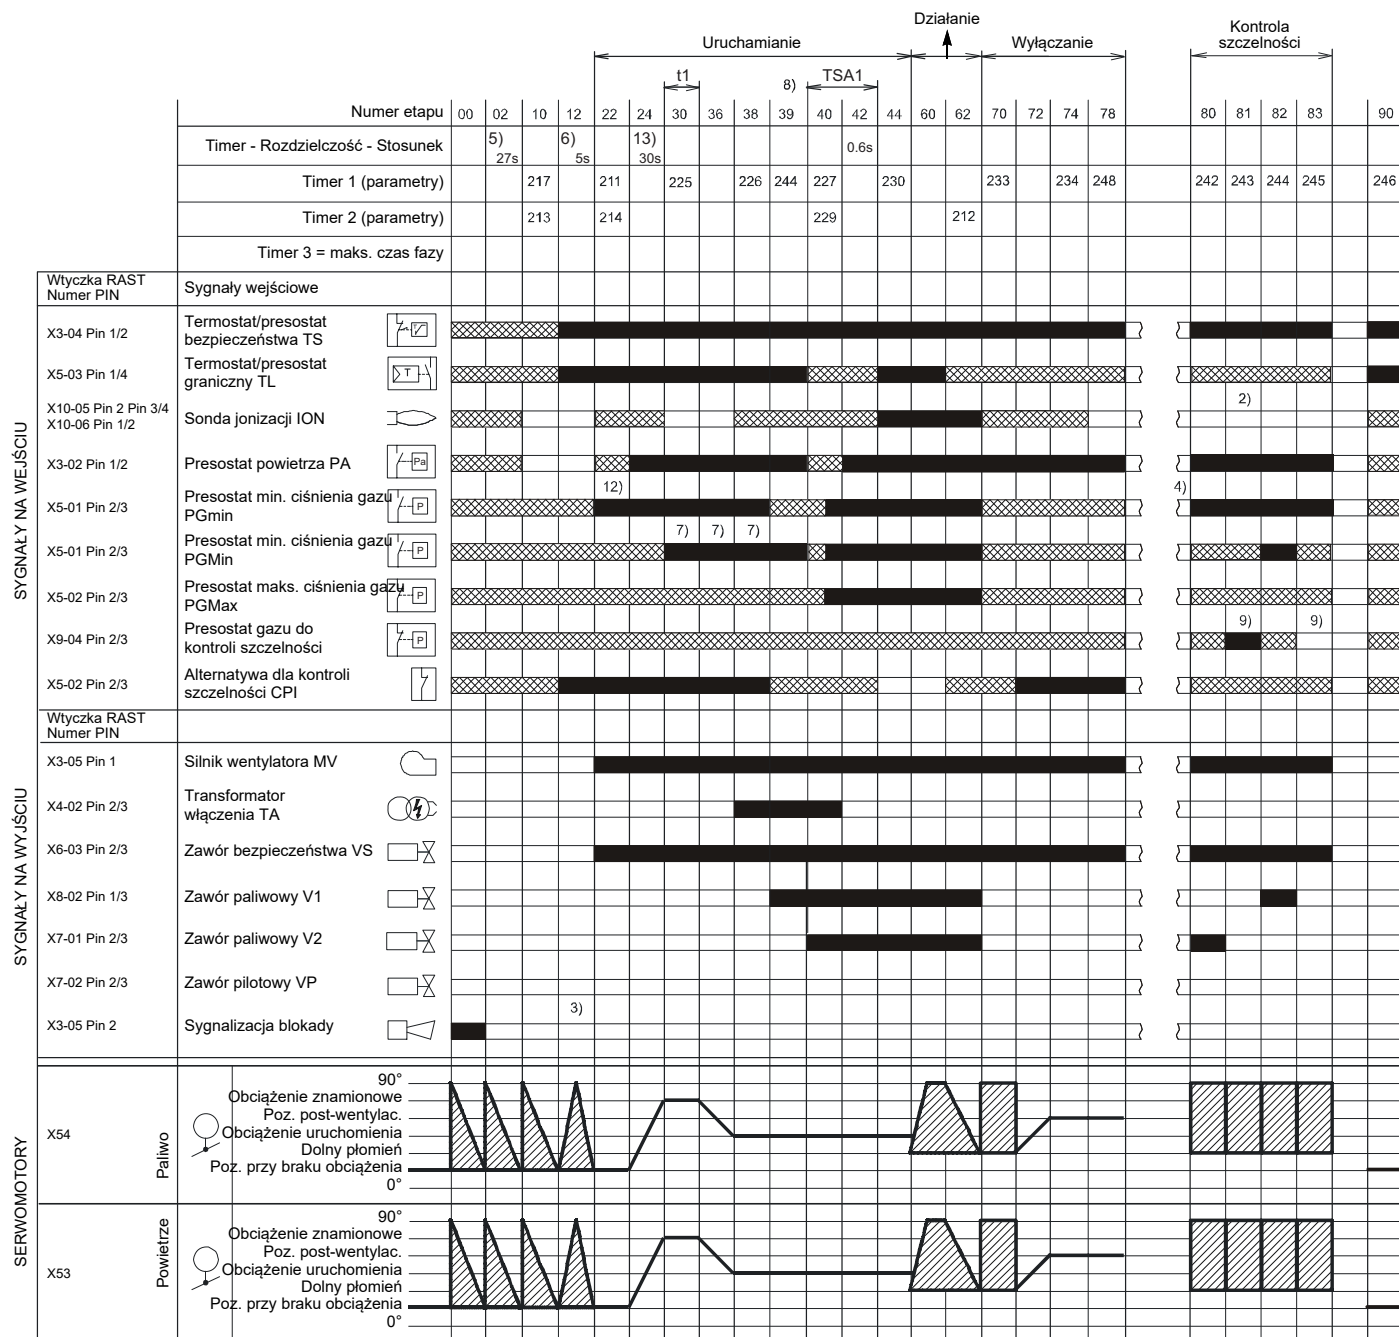 Działanie
Uruchamianie
Wyłączanie
Kontrola
szczelności
t1
8)
TSA1
Numer etapu 00 02 10 12 22 24 30 36 38 39 40 42 44 60 62 70 72 74 78 80 81 82 83 90
Timer - Rozdzielczość - Stosunek 5) 27s 6) 5s 13) 30s 0.6s
Timer 1 (parametry) 217 211 225 226 244 227 230 233 234 248 242 243 244 245 246
Timer 2 (parametry) 213 214 229 212
Timer 3 = maks. czas fazy
Wtyczka RAST
Numer PIN
Sygnały wejściowe
SYGNAŁY NA WEJŚCIU
X3-04 Pin 1/2
Termostat/presostat
bezpieczeństwa TS
X5-03 Pin 1/4
Termostat/presostat
graniczny TL
T
2)
X10-05 Pin 2 Pin 3/4
X10-06 Pin 1/2
Sonda jonizacji ION
X3-02 Pin 1/2
Presostat powietrza PA
Pa
12)
4)
X5-01 Pin 2/3
Presostat min. ciśnienia gazu
PGmin
P
7) 7) 7)
X5-01 Pin 2/3
Presostat min. ciśnienia gazu
PGMin
P
X5-02 Pin 2/3
Presostat maks. ciśnienia gazu
PGMax
P
9) 9)
X9-04 Pin 2/3
Presostat gazu do
kontroli szczelności
P
X5-02 Pin 2/3
Alternatywa dla kontroli
szczelności CPI
Wtyczka RAST
Numer PIN
SYGNAŁY NA WYJŚCIU
X3-05 Pin 1
Silnik wentylatora MV
X4-02 Pin 2/3
Transformator
włączenia TA
X6-03 Pin 2/3
Zawór bezpieczeństwa VS
X8-02 Pin 1/3
Zawór paliwowy V1
X7-01 Pin 2/3
Zawór paliwowy V2
X7-02 Pin 2/3
Zawór pilotowy VP
3)
X3-05 Pin 2
Sygnalizacja blokady
SERWOMOTORY
X54
Paliwo
90°
Obciążenie znamionowe
Poz. post-wentylac.
Obciążenie uruchomienia
Dolny płomień
Poz. przy braku obciążenia
0°
X53
Powietrze
90°
Obciążenie znamionowe
Poz. post-wentylac.
Obciążenie uruchomienia
Dolny płomień
Poz. przy braku obciążenia
0°